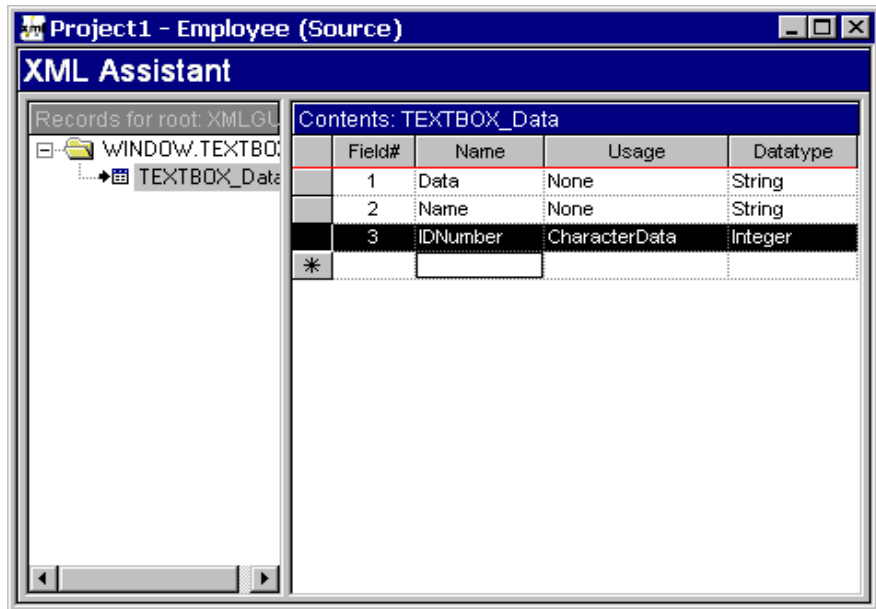 Project1 - Employee (Source)
XML Assistant
Records for root: XMLGU
WINDOW.TEXTBO
TEXTBOX_Data
Contents: TEXTBOX_Data
Field# Name Usage Datatype
1 Data None String
2 Name None String
3 IDNumber CharacterData Integer